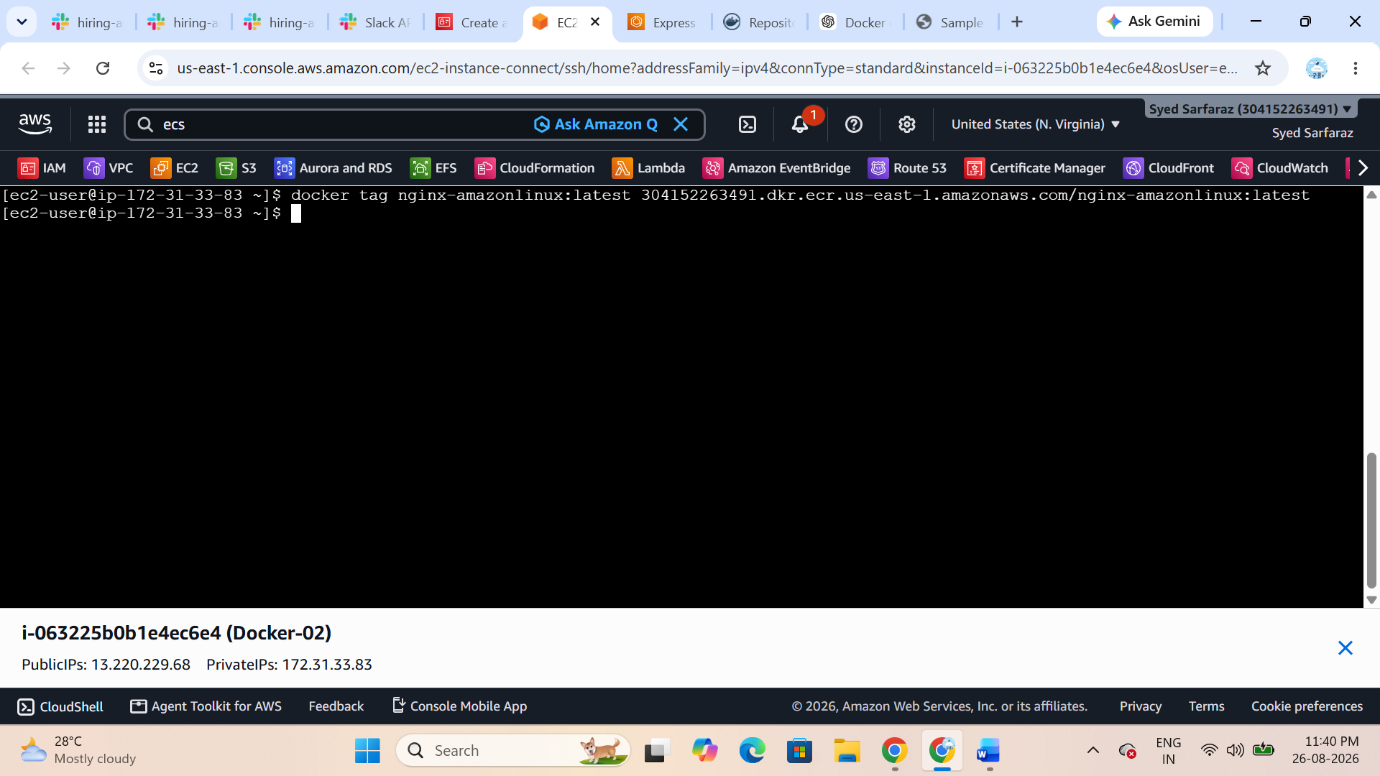 hiring-a
hiring-a
hiring-a
Slack AP
Create a
EC2
Express
Reposit
Docker
Sample
Ask Gemini
us-east-1.console.aws.amazon.com/ec2-instance-connect/ssh/home?addressFamily=ipv4&connType=standard&instanceId=i-063225b0b1e4ec6e4&osUser=e...
aws
ecs
Ask Amazon Q
1
United States (N. Virginia)
Syed Sarfaraz (304152263491)
Syed Sarfaraz
IAM
VPC
EC2
S3
Aurora and RDS
EFS
CloudFormation
Lambda
Amazon EventBridge
Route 53
Certificate Manager
CloudFront
CloudWatch
[ec2-user@ip-172-31-33-83 ~]$ docker tag nginx-amazonlinux:latest 304152263491.dkr.ecr.us-east-1.amazonaws.com/nginx-amazonlinux:latest
[ec2-user@ip-172-31-33-83 ~]$
i-063225b0b1e4ec6e4 (Docker-02)
PublicIPs: 13.220.229.68 PrivateIPs: 172.31.33.83
CloudShell
Agent Toolkit for AWS
Feedback
Console Mobile App
© 2026, Amazon Web Services, Inc. or its affiliates.
Privacy
Terms
Cookie preferences
28°C
Mostly cloudy
Search
ENG
IN
11:40 PM
26-08-2026